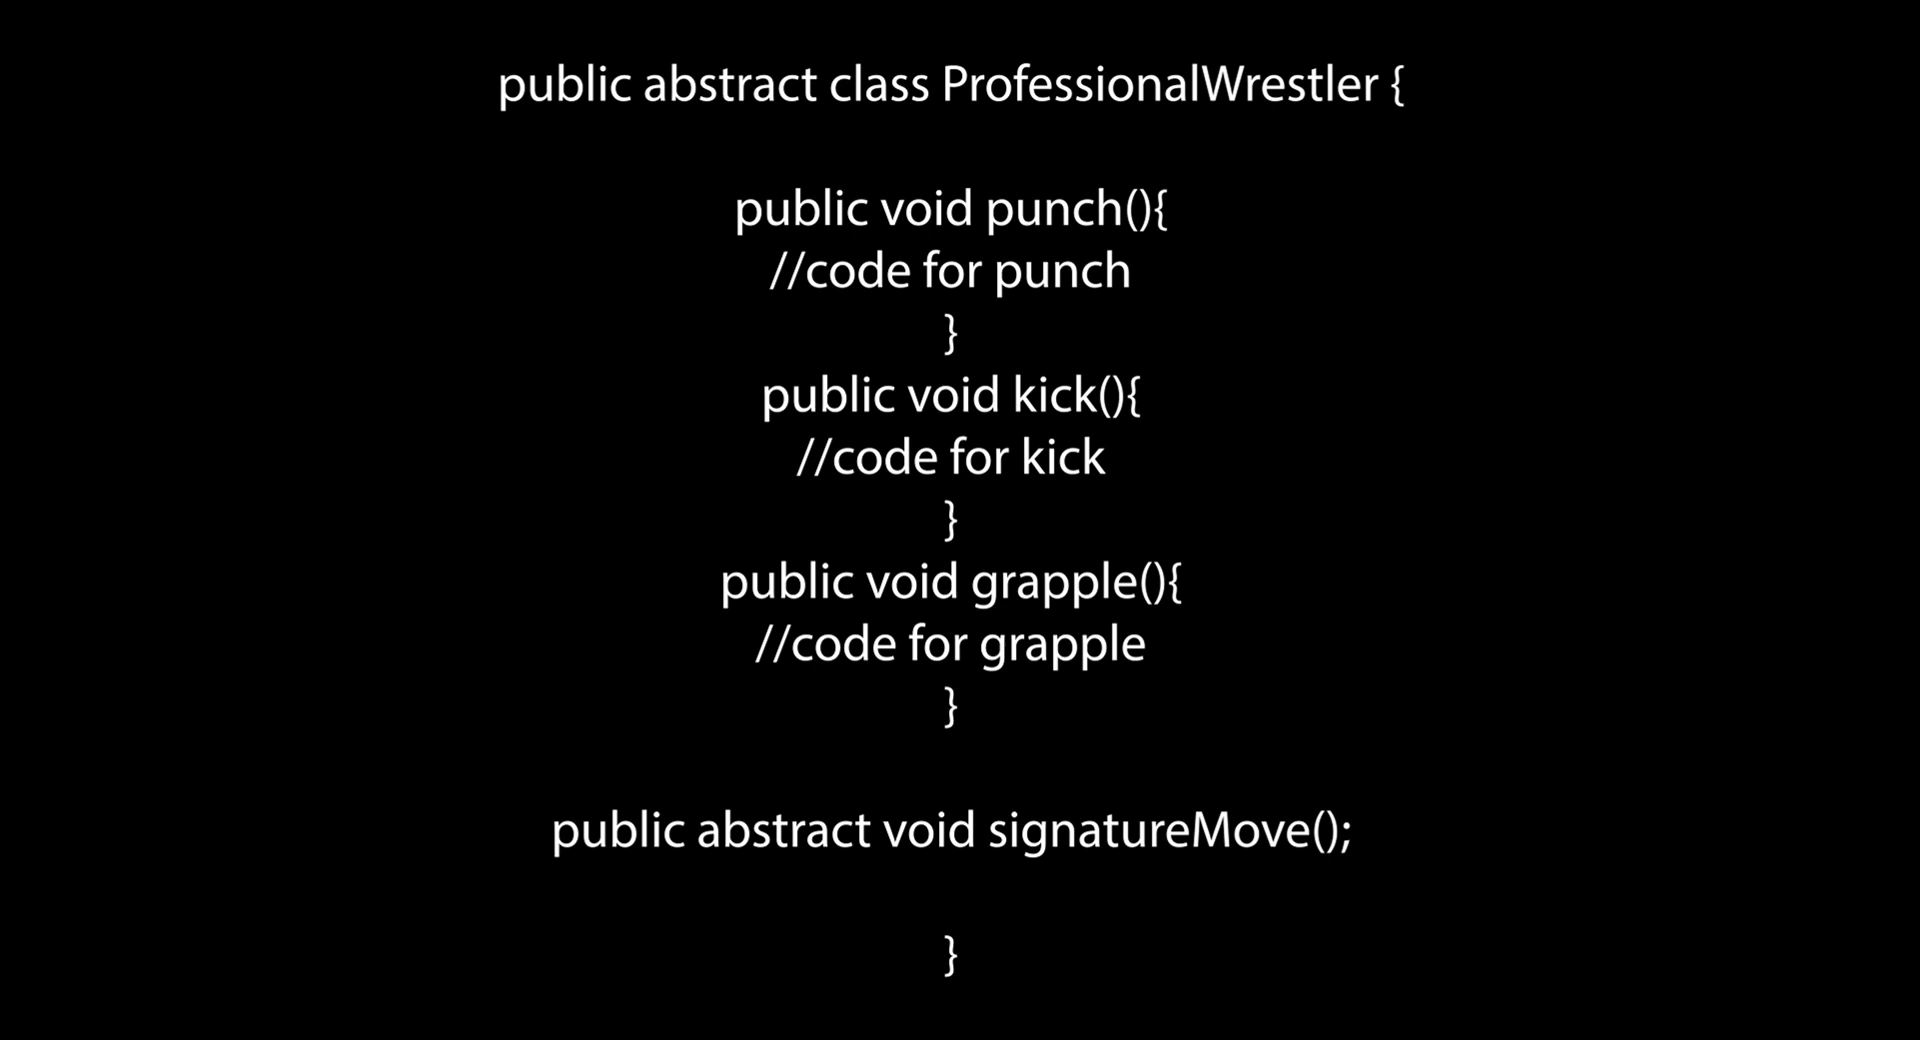 public abstract class ProfessionalWrestler {
public void punch(){
//code for punch
}
public void kick(){
//code for kick
}
public void grapple(){
//code for grapple
}
public abstract void signatureMove();
}